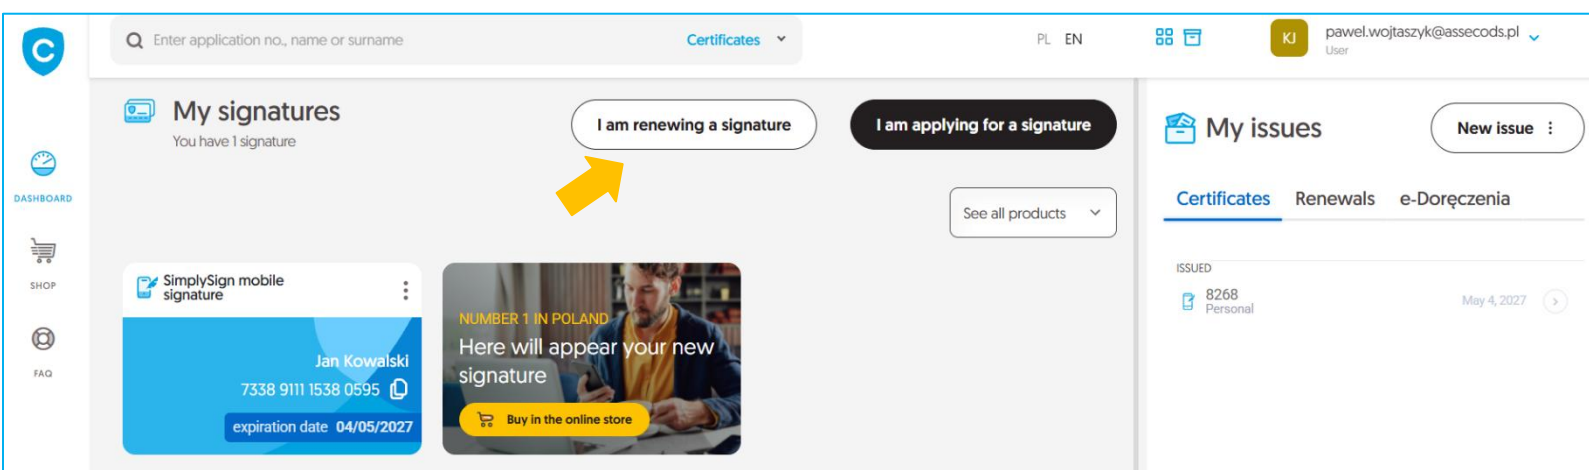 C
Enter application no., name or surname
Certificates
PL EN
KJ
pawel.wojtaszyk@assecods.pl
User
DASHBOARD
SHOP
FAQ
My signatures
You have 1 signature
I am renewing a signature
I am applying for a signature
See all products
SimplySign mobile
signature
Jan Kowalski
7338 9111 1538 0595
expiration date 04/05/2027
NUMBER 1 IN POLAND
Here will appear your new
signature
Buy in the online store
My issues
New issue
Certificates Renewals e-Doręczenia
ISSUED
8268
Personal
May 4, 2027